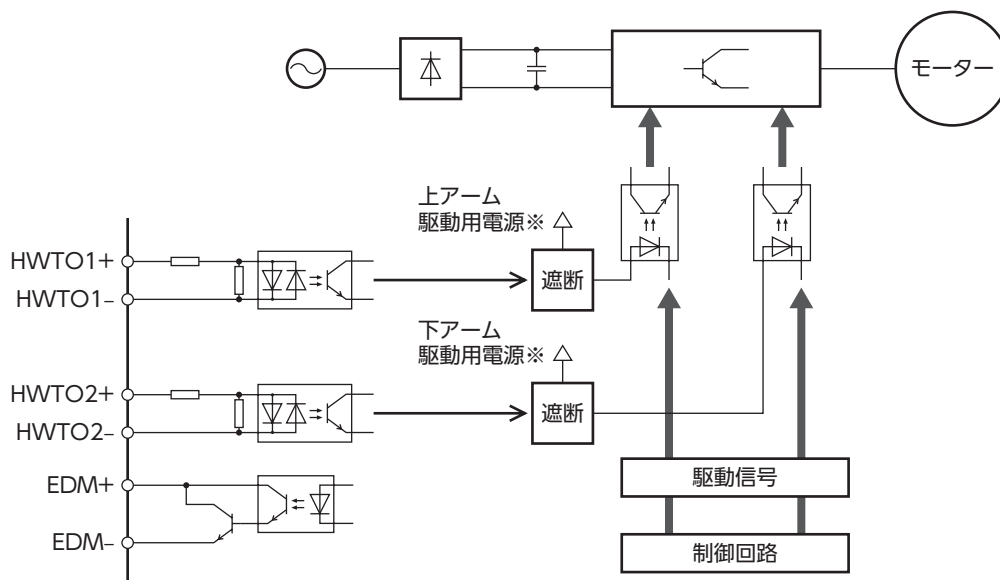 モーター
上アーム
駆動用電源※
HWTO1+
HWTO1–
遮断
下アーム
駆動用電源※
HWTO2+
HWTO2–
遮断
EDM+
EDM–
駆動信号
制御回路